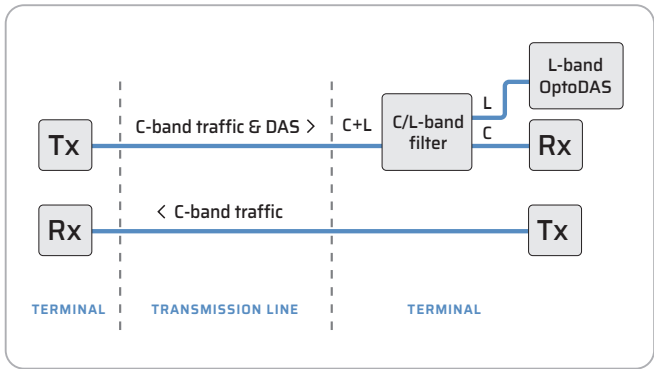 L-band
OptoDAS
C-band traffic & DAS >
C+L
C/L-band
filter
L
C
Tx
Rx
< C-band traffic
Rx
Tx
TERMINAL
TRANSMISSION LINE
TERMINAL